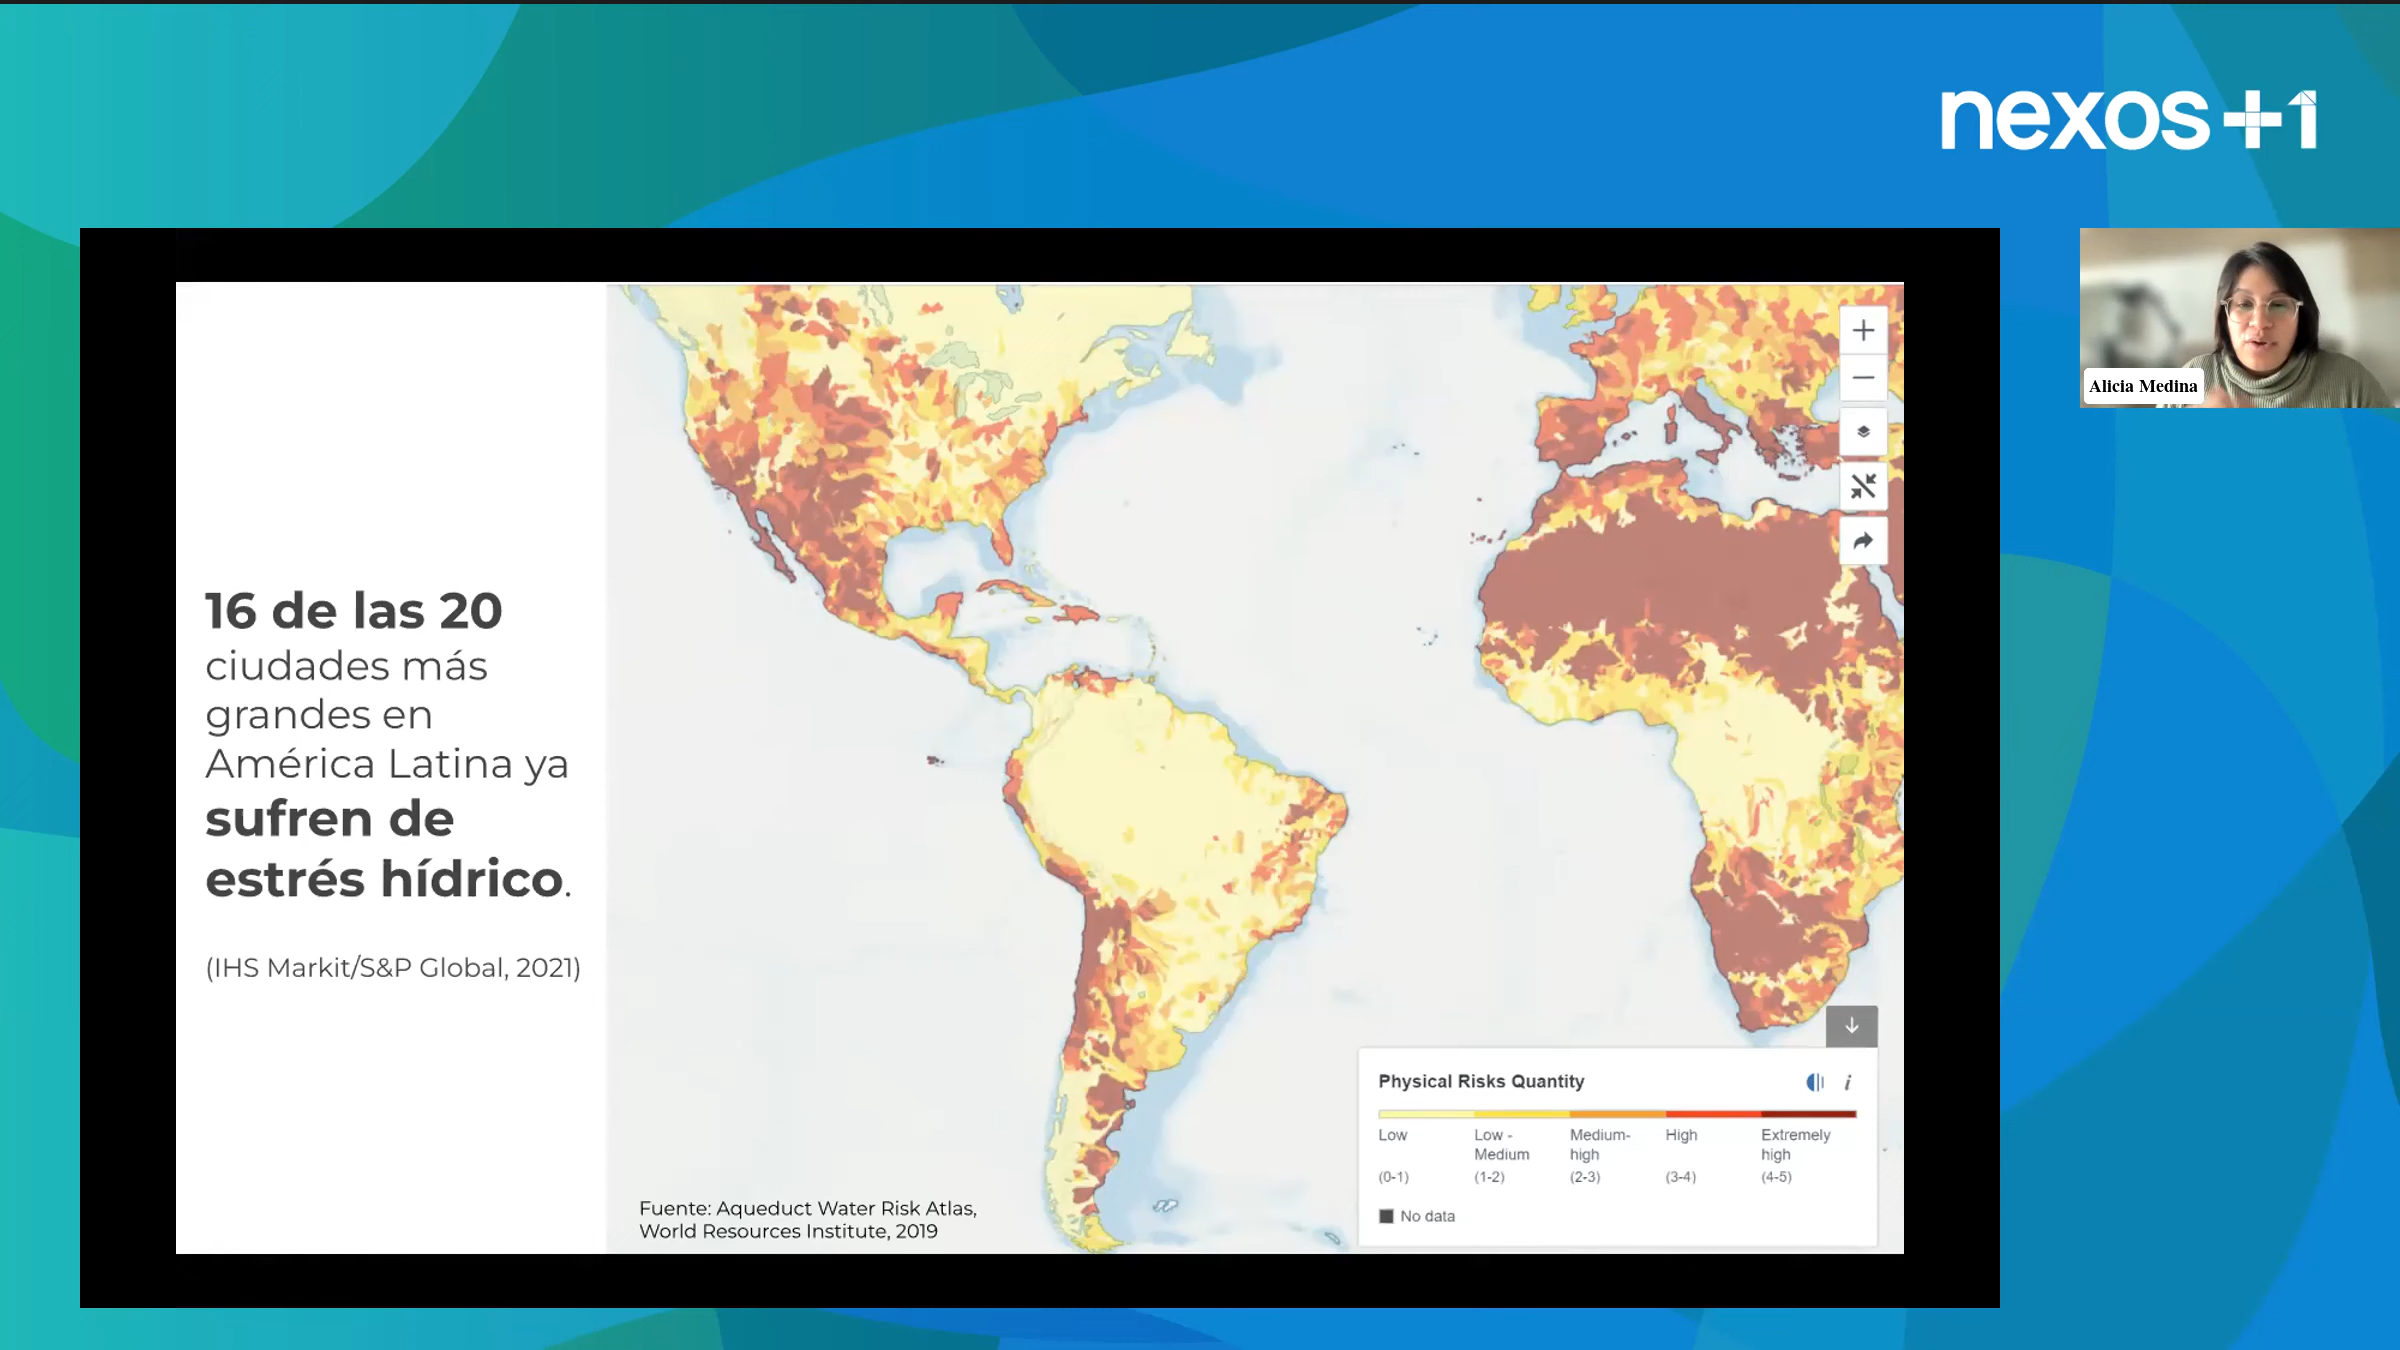 nexos+1
Alicia Medina
16 de las 20
ciudades más
grandes en
América Latina ya
sufren de
estrés hídrico.
(IHS Markit/S&P Global, 2021)
Fuente: Aqueduct Water Risk Atlas,
World Resources Institute, 2019
Physical Risks Quantity
Low
Low -
Medium
Medium-
high
High
Extremely
high
(0-1)
(1-2)
(2-3)
(3-4)
(4-5)
No data